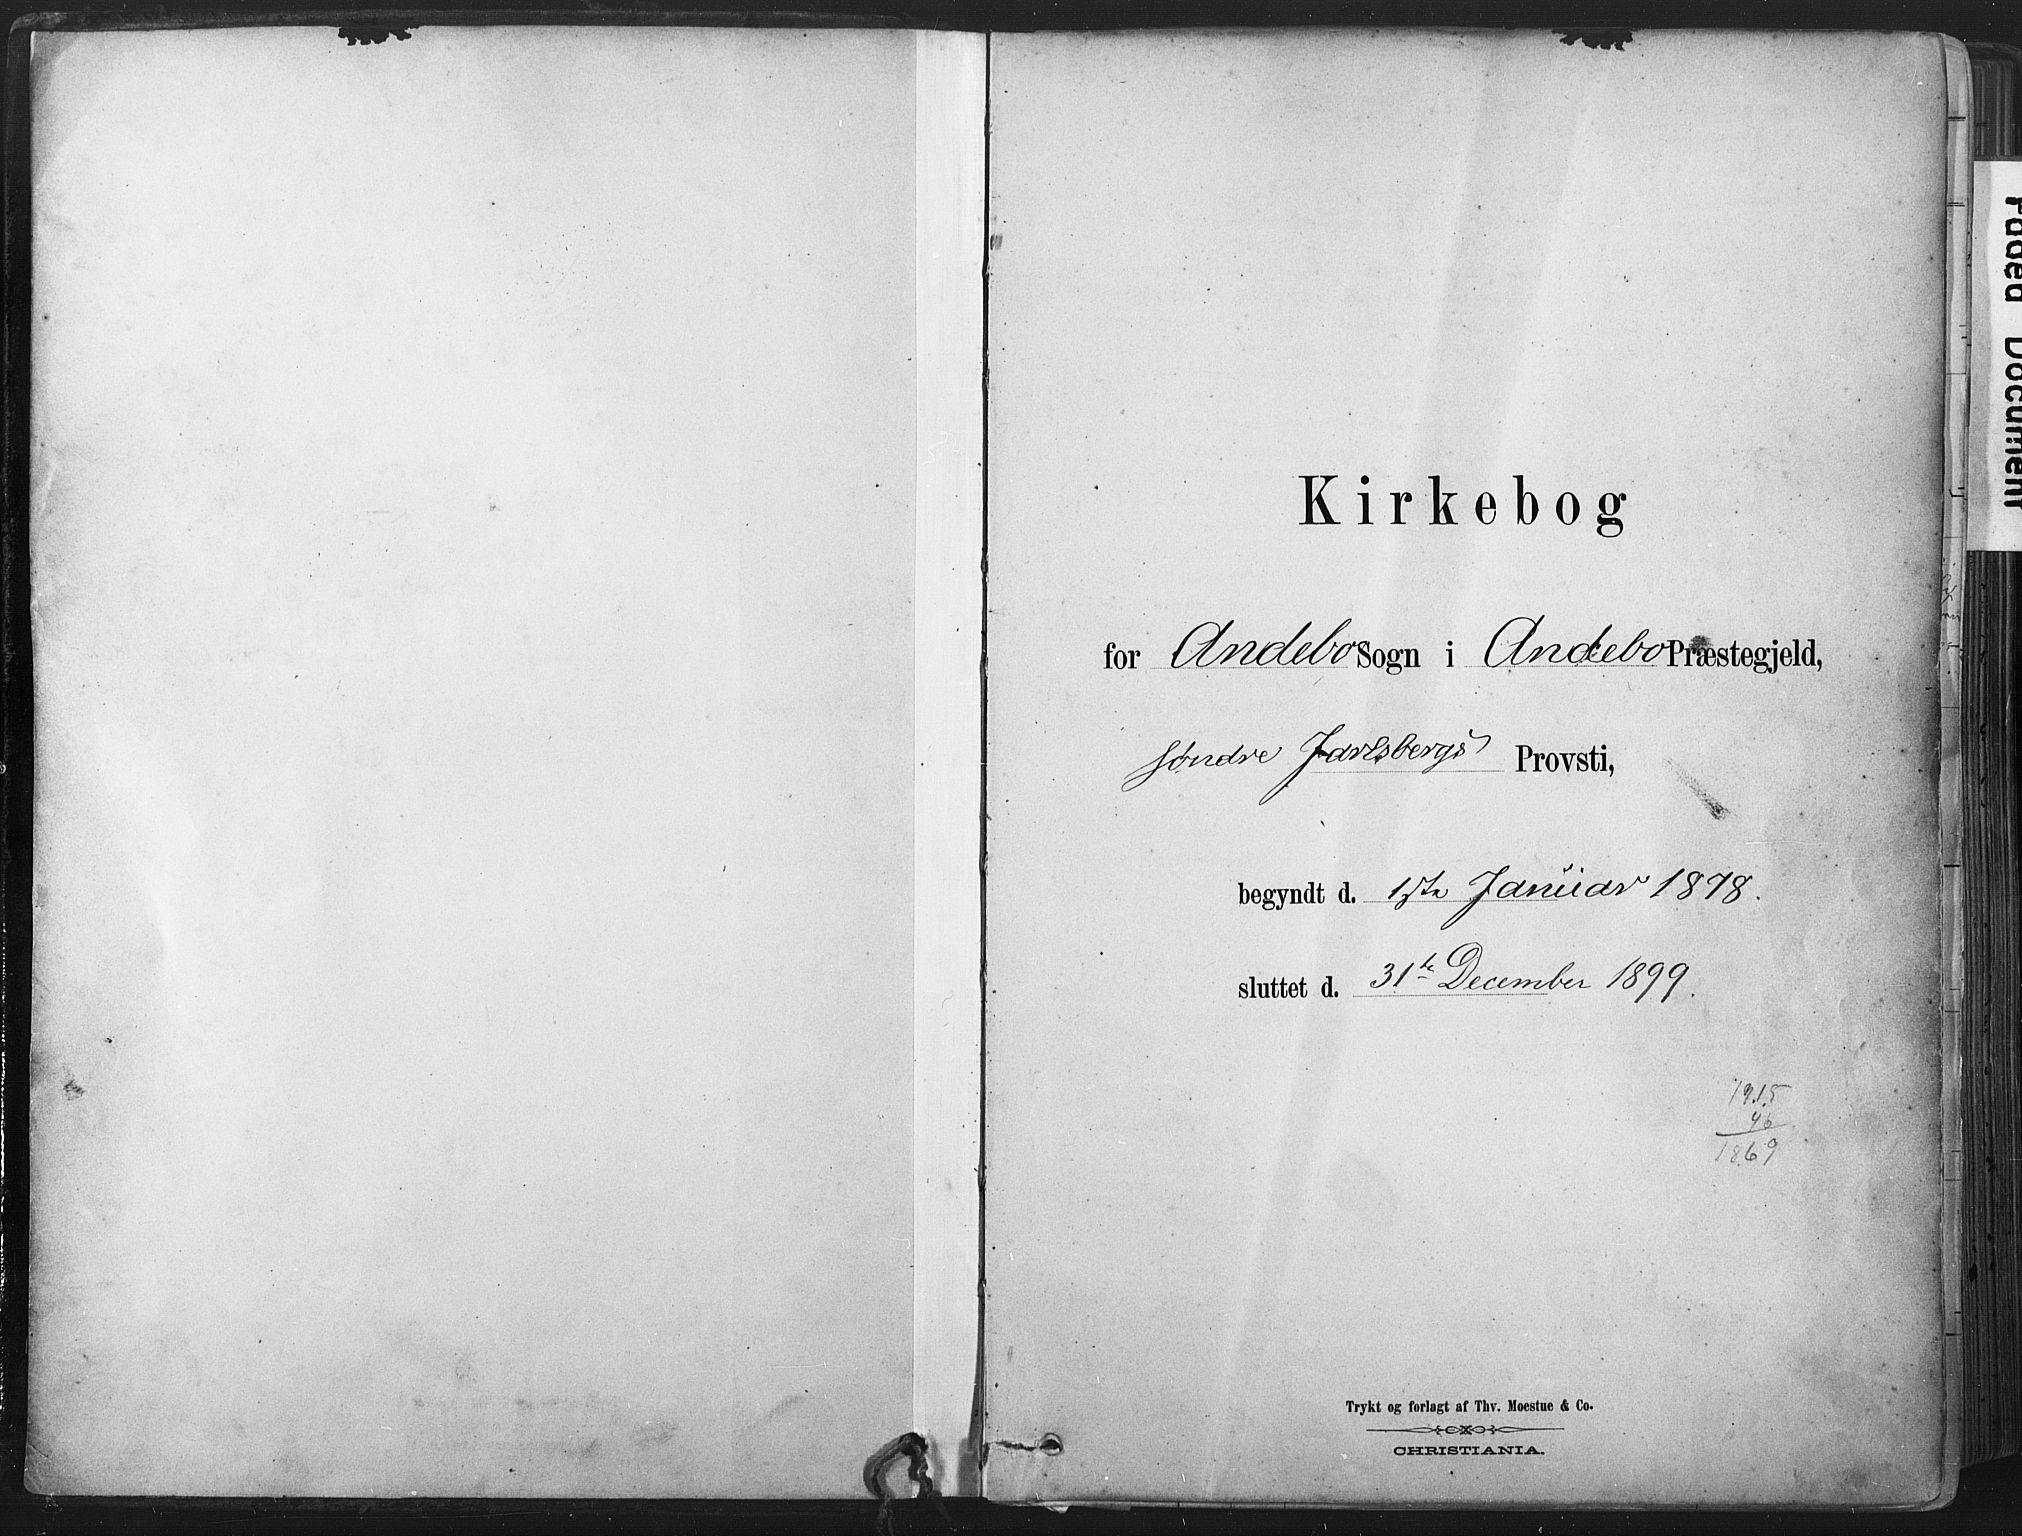 Kirkebog
for Andebo Sogn i Andebo Præstegjeld,
Søndre Jarlsbergs Provsti,
begyndt d. 1ste Januar 1878.
sluttet d. 31te December 1899.
1915
46
1869
Trykt og forlagt af Thv. Moestue & Co.
CHRISTIANIA.
Document